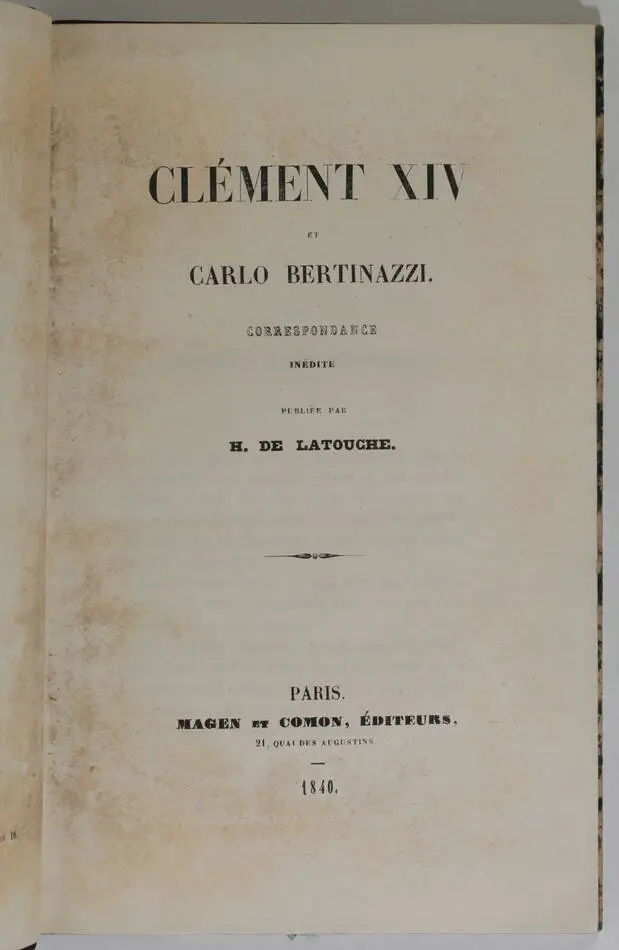 CLÉMENT XIV
ET
CARLO BERTINAZZI.
CORRESPONDANCE
INÉDITE
PUBLIÉE PAR
H. DE LATOUCHE.
PARIS.
MAGEN ET COMON, ÉDITEURS,
21, QUAI DES AUGUSTINS.
1840.